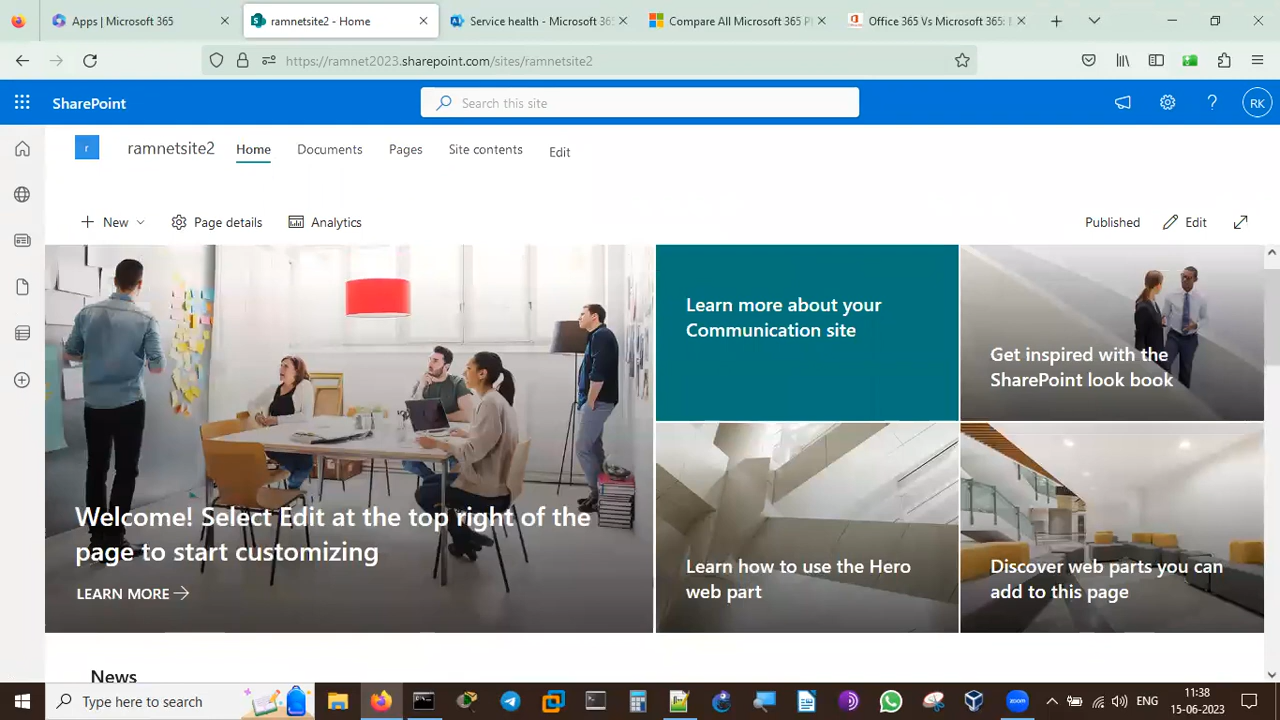 Apps | Microsoft 365
ramnetsite2 - Home
Service health - Microsoft 365
Compare All Microsoft 365 Pl
Office 365 Vs Microsoft 365:
https://ramnet2023.sharepoint.com/sites/ramnetsite2
SharePoint
Search this site
RK
r
ramnetsite2
Home
Documents
Pages
Site contents
Edit
New
Page details
Analytics
Published
Edit
Welcome! Select Edit at the top right of the
page to start customizing
LEARN MORE
Learn more about your
Communication site
Get inspired with the
SharePoint look book
Learn how to use the Hero
web part
Discover web parts you can
add to this page
News
Type here to search
zoom
ENG
11:38
15-06-2023